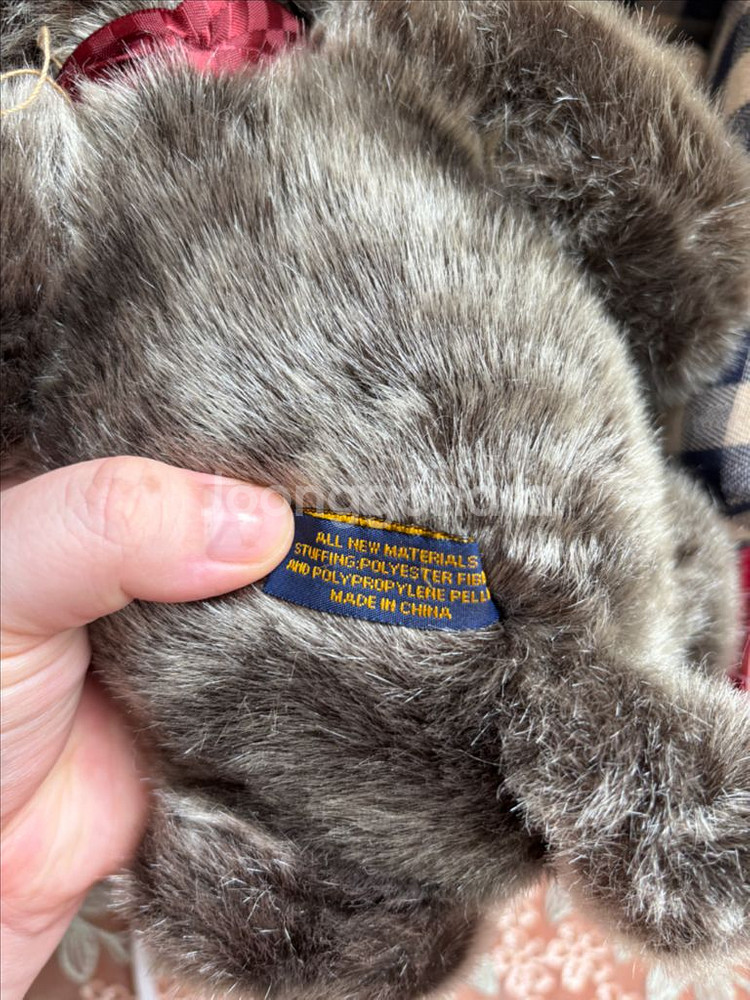 ALL NEW MATERIALS
STUFFING:POLYESTER
AND POLYPROPYLENE
MADE IN CHINA